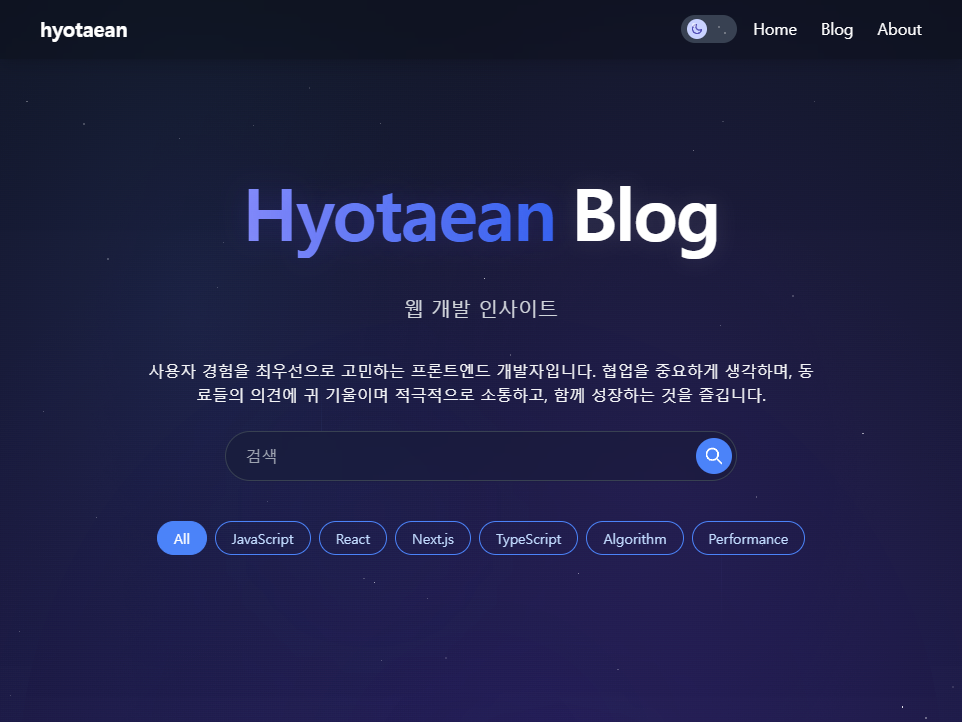 hyotaean
Home Blog About
Hyotaean Blog
웹 개발 인사이트
사용자 경험을 최우선으로 고민하는 프론트엔드 개발자입니다. 협업을 중요하게 생각하며, 동
료들의 의견에 귀 기울이며 적극적으로 소통하고, 함께 성장하는 것을 즐깁니다.
검색
All JavaScript React Next.js TypeScript Algorithm Performance